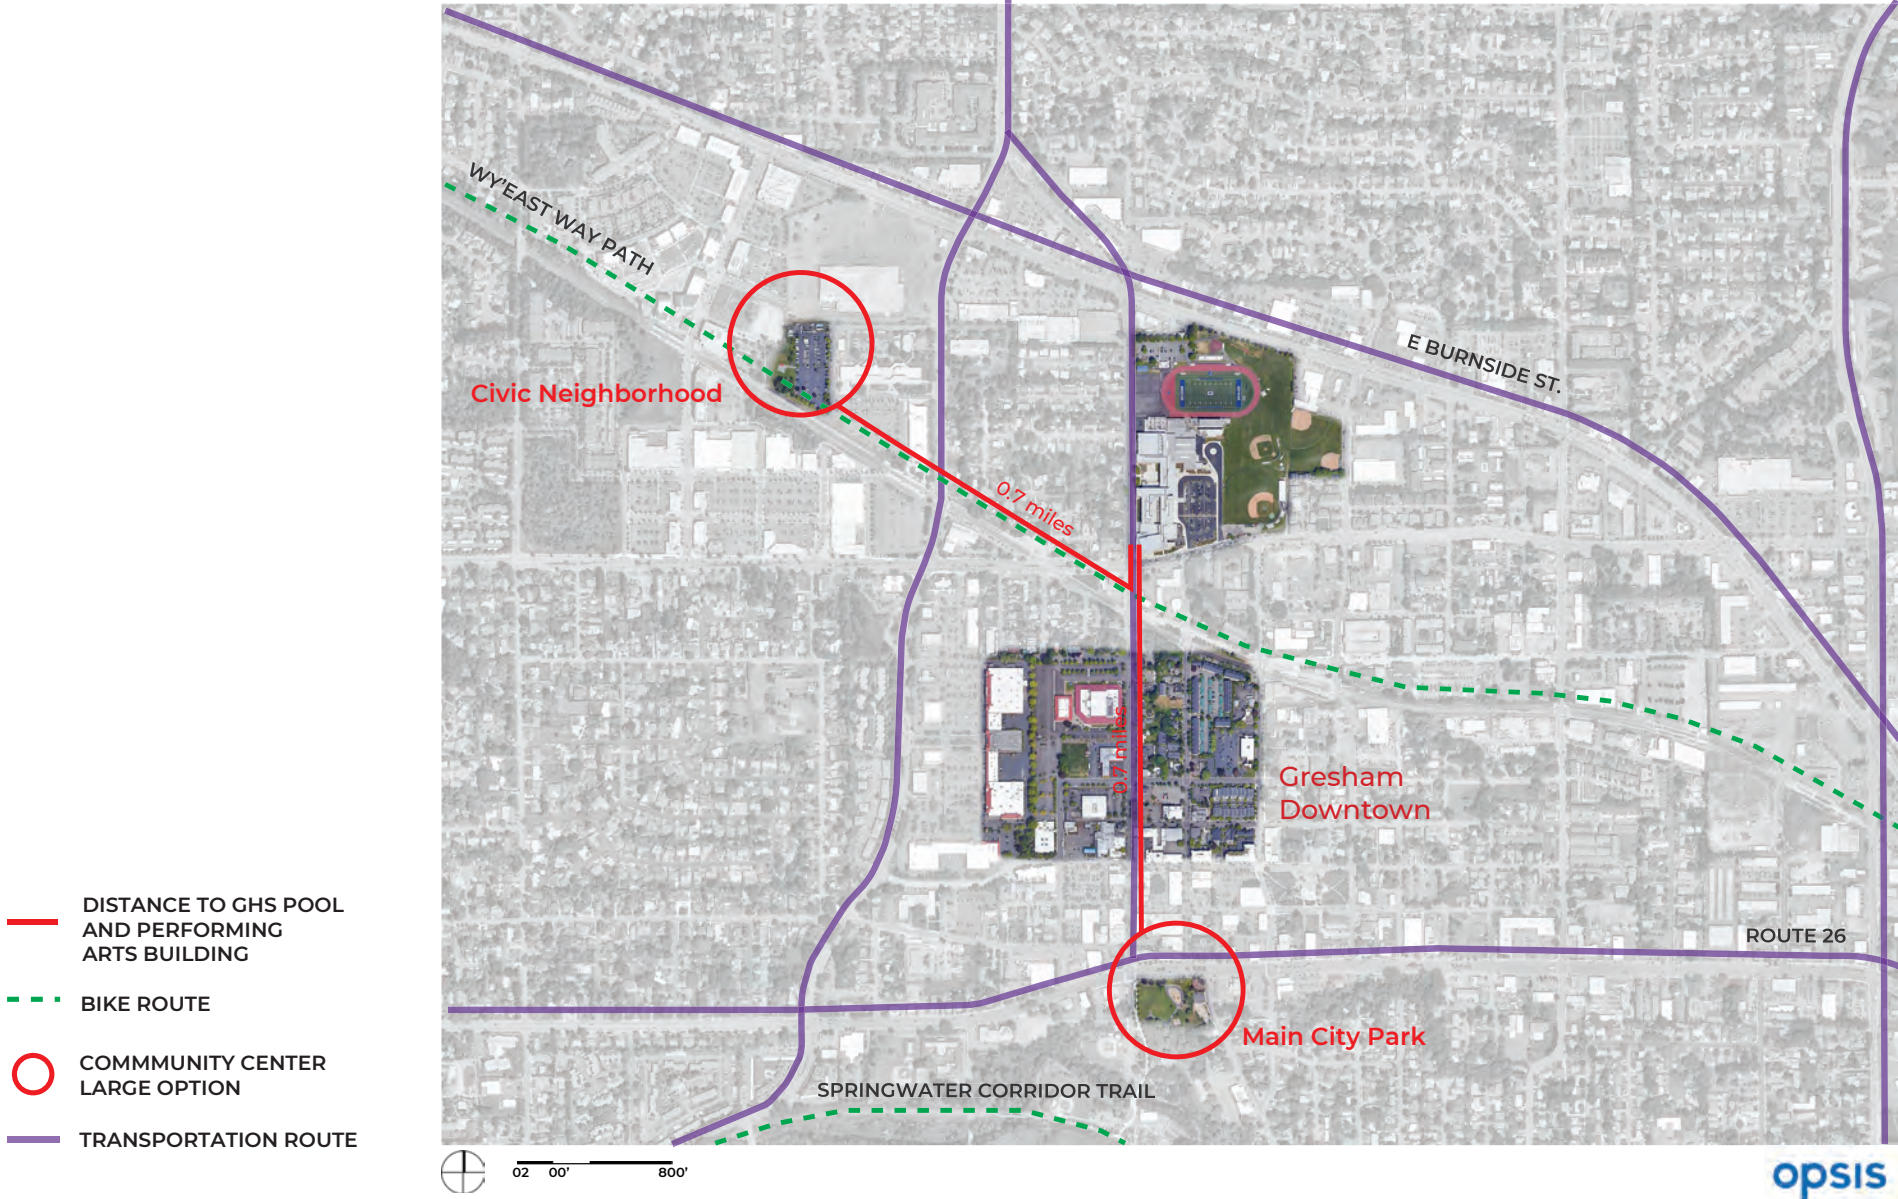 WY'EAST WAY PATH
E BURNSIDE ST.
Civic Neighborhood
0.7 miles
0.7 miles
Gresham
Downtown
ROUTE 26
Main City Park
SPRINGWATER CORRIDOR TRAIL
DISTANCE TO GHS POOL
AND PERFORMING
ARTS BUILDING
BIKE ROUTE
COMMMUNITY CENTER
LARGE OPTION
TRANSPORTATION ROUTE
02 00' 800'
opsis